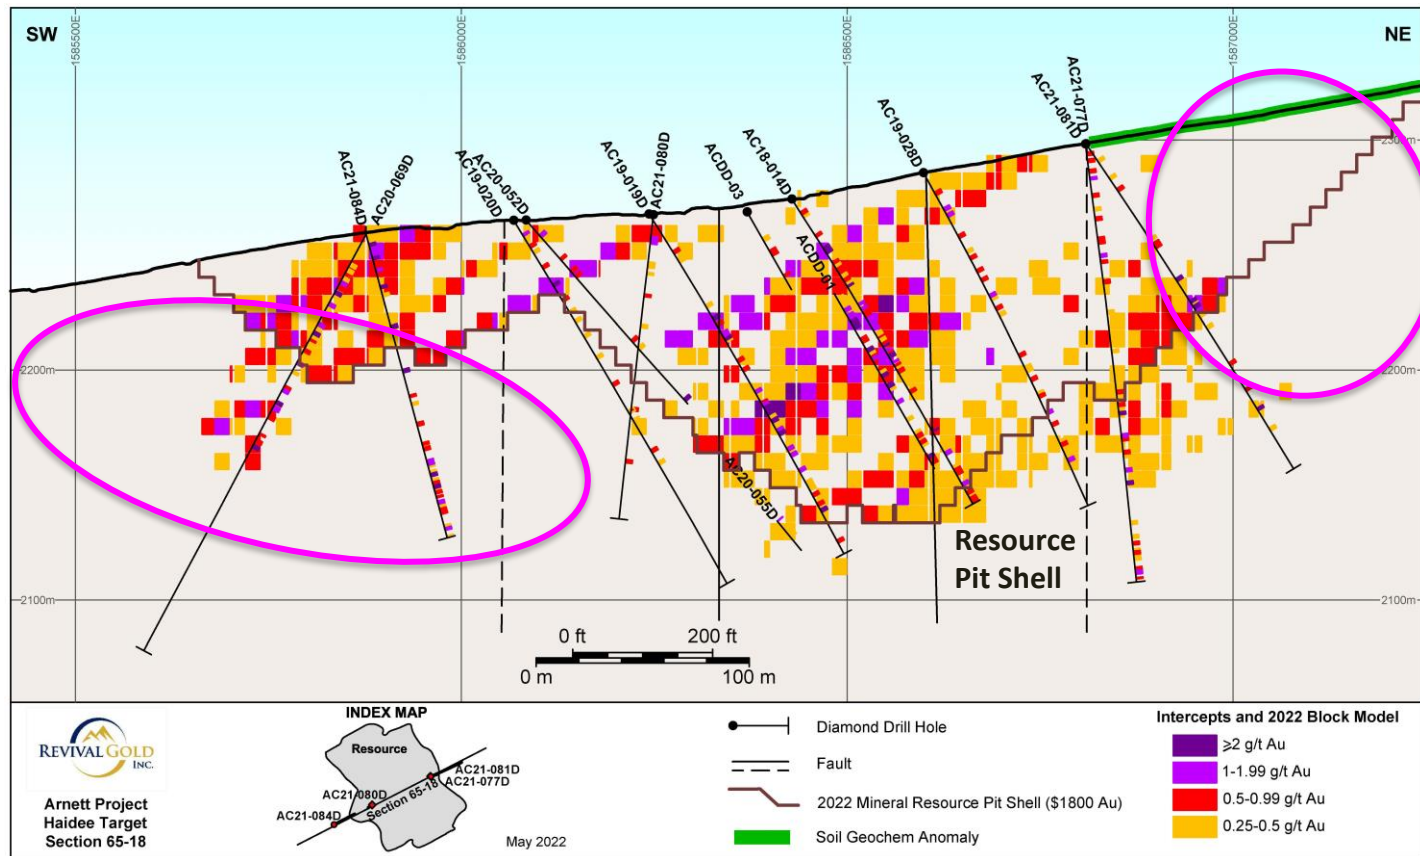 SW
NE
1585500E
1586000E
1586500E
1587000E
AC21-084D
AC20-069D
AC19-020D
AC20-052D
AC19-019D
AC21-080D
ACDD-03
AC18-014D
ACDD-01
AC19-028D
AC21-077D
AC21-081D
AC20-055D
2300m
2200m
2200m
2100m
2100m
Resource
Pit Shell
0 ft 200 ft
0 m 100 m
REVIVAL GOLD
INC.
Arnett Project
Haidee Target
Section 65-18
INDEX MAP
Resource
AC21-081D
AC21-077D
AC21-080D
Section 65-18
AC21-084D
May 2022
Diamond Drill Hole
Fault
2022 Mineral Resource Pit Shell ($1800 Au)
Soil Geochem Anomaly
Intercepts and 2022 Block Model
⩾2 g/t Au
1-1.99 g/t Au
0.5-0.99 g/t Au
0.25-0.5 g/t Au